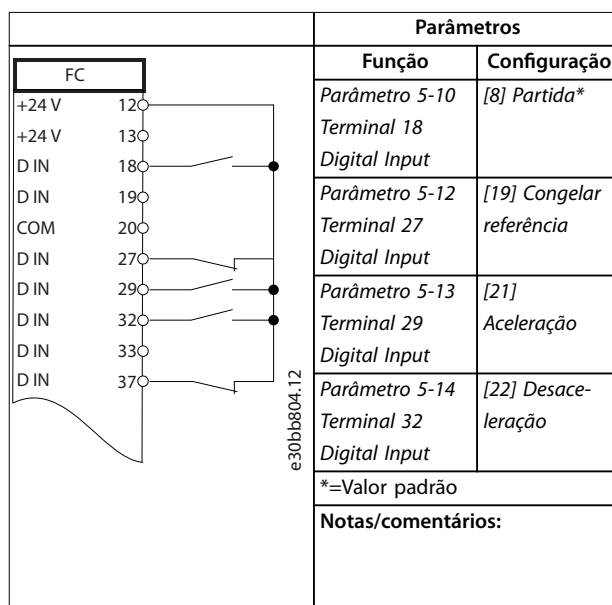 FC
+24 V 12
+24 V 13
D IN 18
D IN 19
COM 20
D IN 27
D IN 29
D IN 32
D IN 33
D IN 37
e30bb804.12
Parâmetros
Função Configuração
Parâmetro 5-10 [8] Partida*
Terminal 18
Digital Input
Parâmetro 5-12 [19] Congelar
Terminal 27 referência
Digital Input
Parâmetro 5-13 [21]
Terminal 29 Aceleração
Digital Input
Parâmetro 5-14 [22] Desace-
Terminal 32 leração
Digital Input
*=Valor padrão
Notas/comentários: